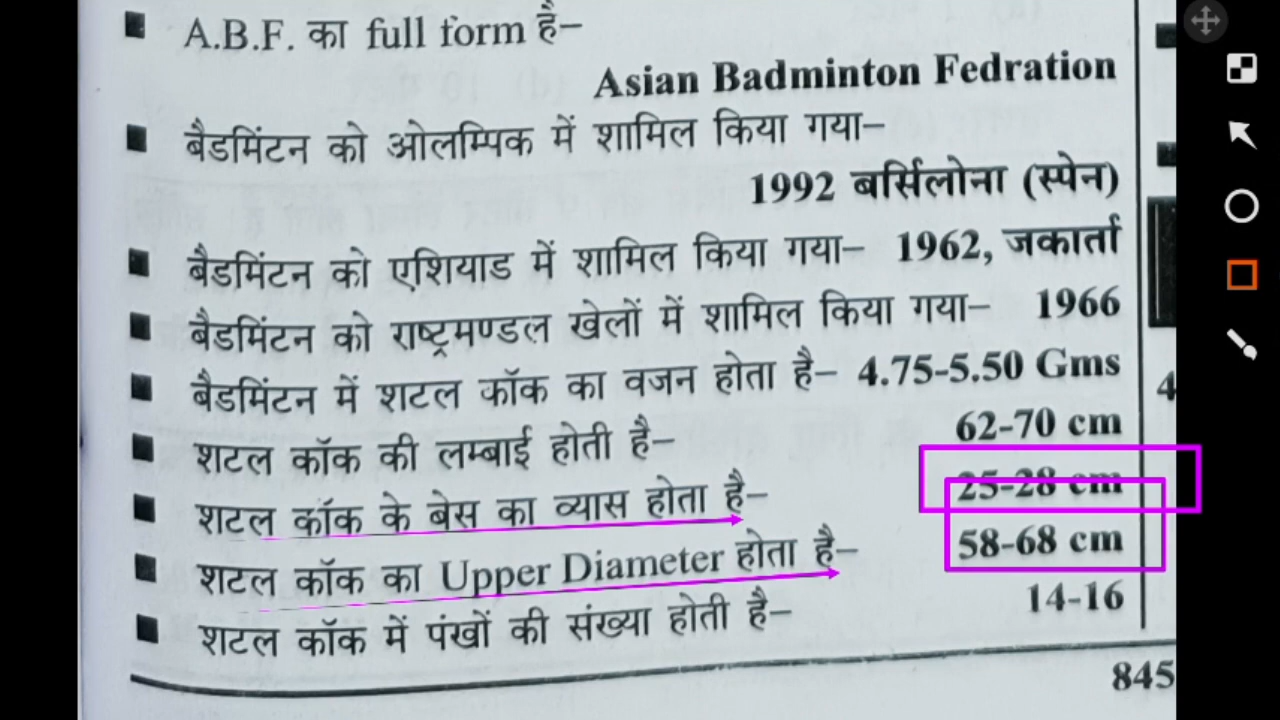 A.B.F. का full form है–
Asian Badminton Fedration
बैडमिंटन को ओलम्पिक में शामिल किया गया–
1992 बर्सिलोना (स्पेन)
बैडमिंटन को एशियाड में शामिल किया गया– 1962, जकार्ता
बैडमिंटन को राष्ट्रमण्डल खेलों में शामिल किया गया– 1966
बैडमिंटन में शटल कॉक का वजन होता है– 4.75-5.50 Gms
शटल कॉक की लम्बाई होती है– 62-70 cm
शटल कॉक के बेस का व्यास होता है– 25-28 cm
शटल कॉक का Upper Diameter होता है– 58-68 cm
शटल कॉक में पंखों की संख्या होती है– 14-16
845
4